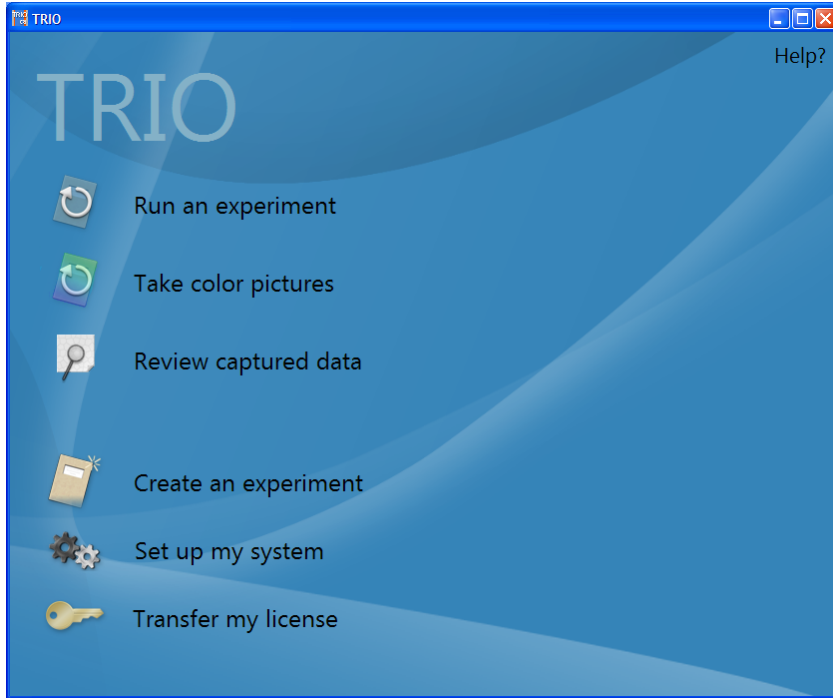 TRIO
Help?
TRIO
Run an experiment
Take color pictures
Review captured data
Create an experiment
Set up my system
Transfer my license